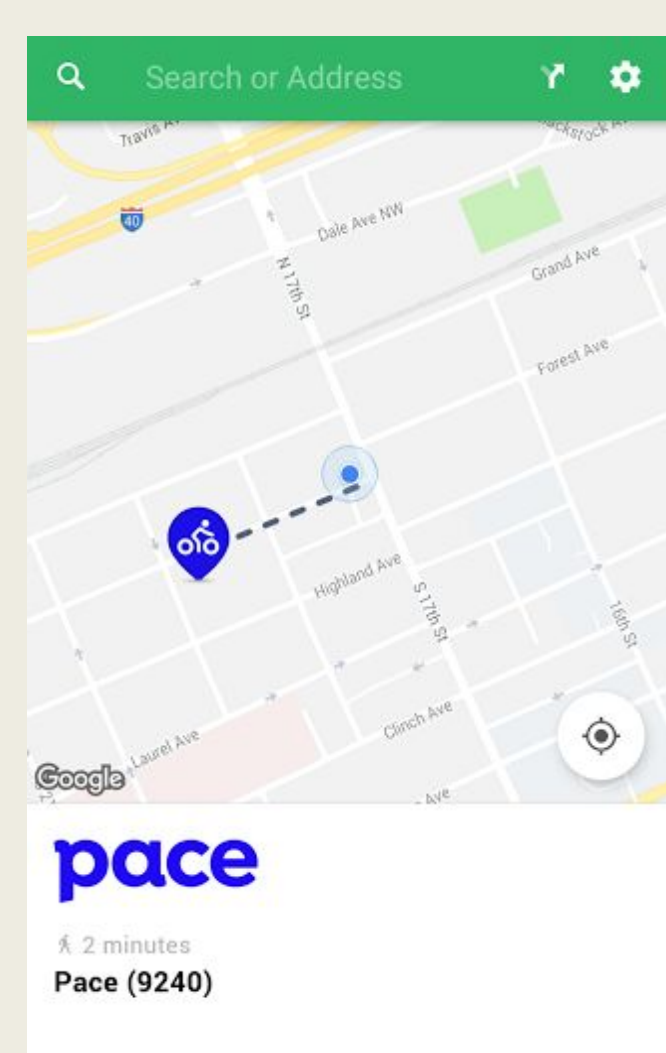 Search or Address
Travis
40
Dale Ave NW
N 17th St
Grand Ave
Forest Ave
Highland Ave
S 17th St
16th St
Clinch Ave
Laurel Ave
Google
Ave
pace
2 minutes
Pace (9240)